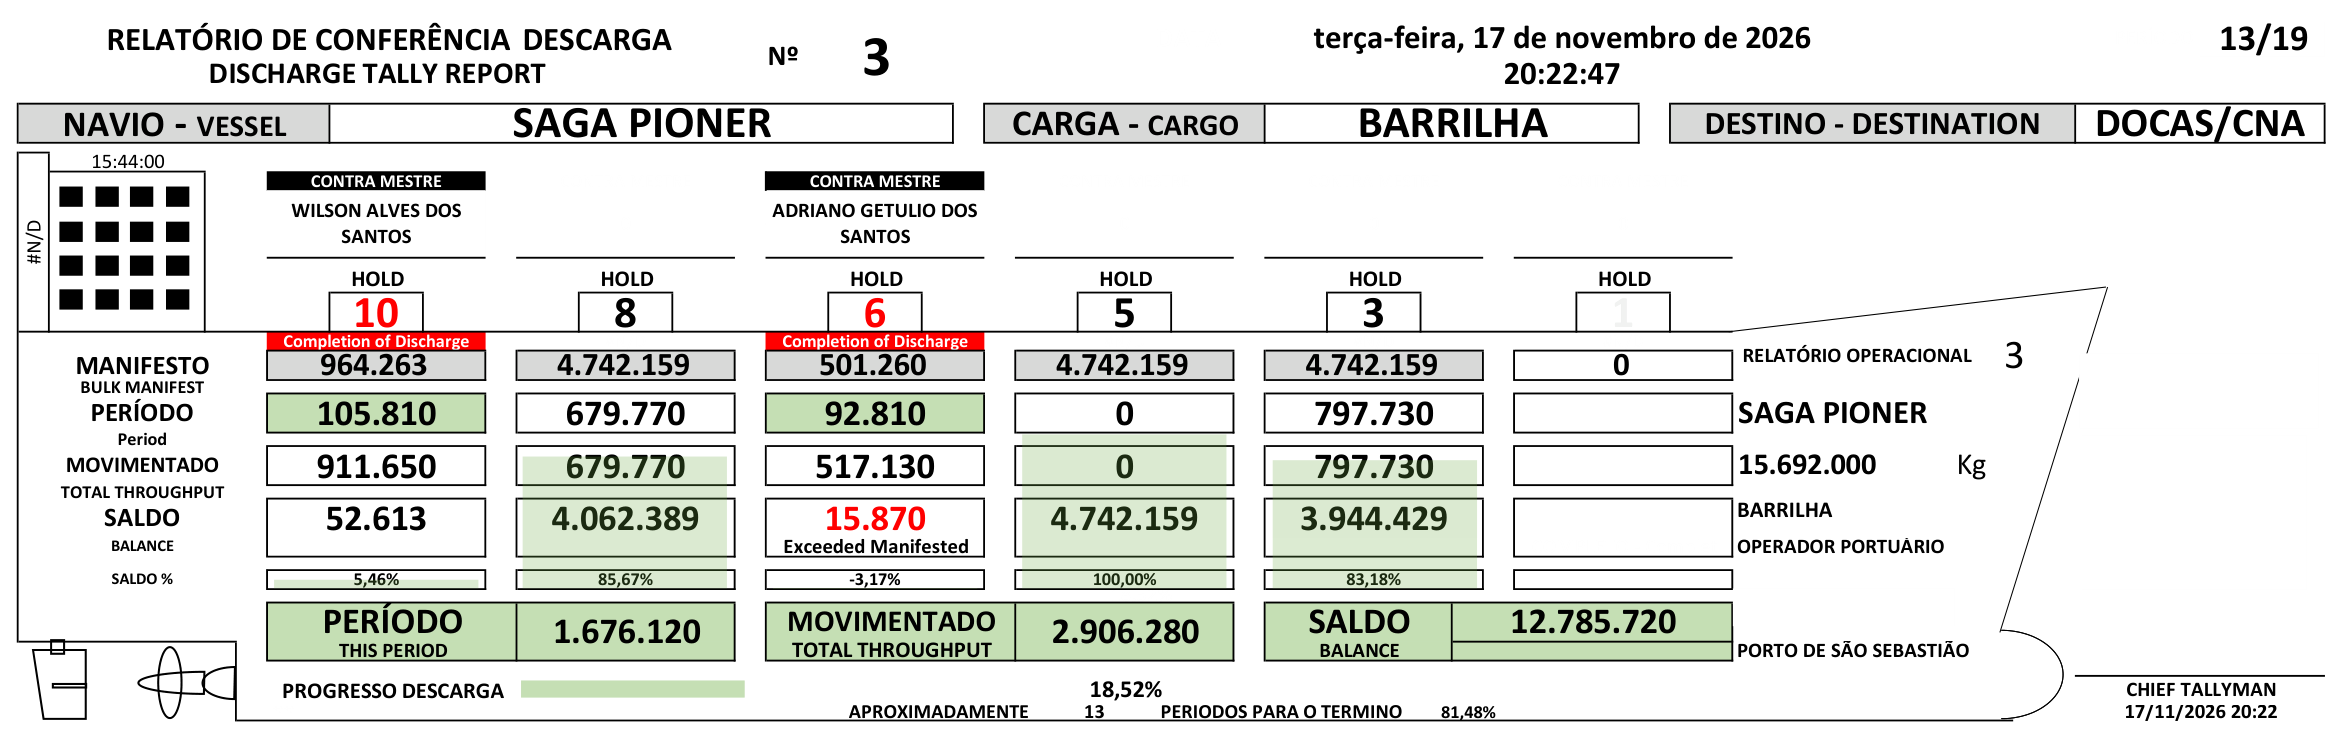 RELATÓRIO DE CONFERÊNCIA DESCARGA
DISCHARGE TALLY REPORT
Nº 3
terça-feira, 17 de novembro de 2026
20:22:47
13/19
NAVIO - VESSEL SAGA PIONER CARGA - CARGO BARRILHA DESTINO - DESTINATION DOCAS/CNA
15:44:00
#N/D
CONTRA MESTRE CONTRA MESTRE
WILSON ALVES DOS SANTOS
ADRIANO GETULIO DOS SANTOS
HOLD HOLD HOLD HOLD HOLD HOLD
10 8 6 5 3 1
Completion of Discharge Completion of Discharge
MANIFESTO 964.263 4.742.159 501.260 4.742.159 4.742.159 0 RELATÓRIO OPERACIONAL 3
BULK MANIFEST
PERÍODO 105.810 679.770 92.810 0 797.730 SAGA PIONER
Period
MOVIMENTADO 911.650 679.770 517.130 0 797.730 15.692.000 Kg
TOTAL THROUGHPUT
SALDO 52.613 4.062.389 15.870 4.742.159 3.944.429 BARRILHA
BALANCE Exceeded Manifested OPERADOR PORTUÁRIO
SALDO % 5,46% 85,67% -3,17% 100,00% 83,18%
PERÍODO 1.676.120 MOVIMENTADO 2.906.280 SALDO 12.785.720
THIS PERIOD TOTAL THROUGHPUT BALANCE PORTO DE SÃO SEBASTIÃO
PROGRESSO DESCARGA 18,52%
APROXIMADAMENTE 13 PERIODOS PARA O TERMINO 81,48%
CHIEF TALLYMAN
17/11/2026 20:22